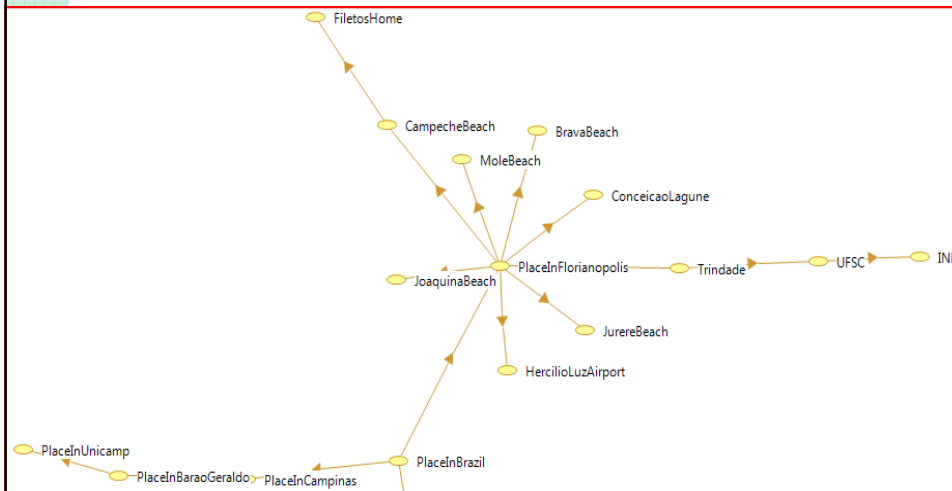 FiletosHome
CampecheBeach
BravaBeach
MoleBeach
ConceicaoLagune
PlaceInFlorianopolis
Trindade
UFSC
JoaquinaBeach
JurereBeach
HercilioLuzAirport
PlaceInUnicamp
PlaceInBrazil
PlaceInBaraoGeraldo
PlaceInCampinas